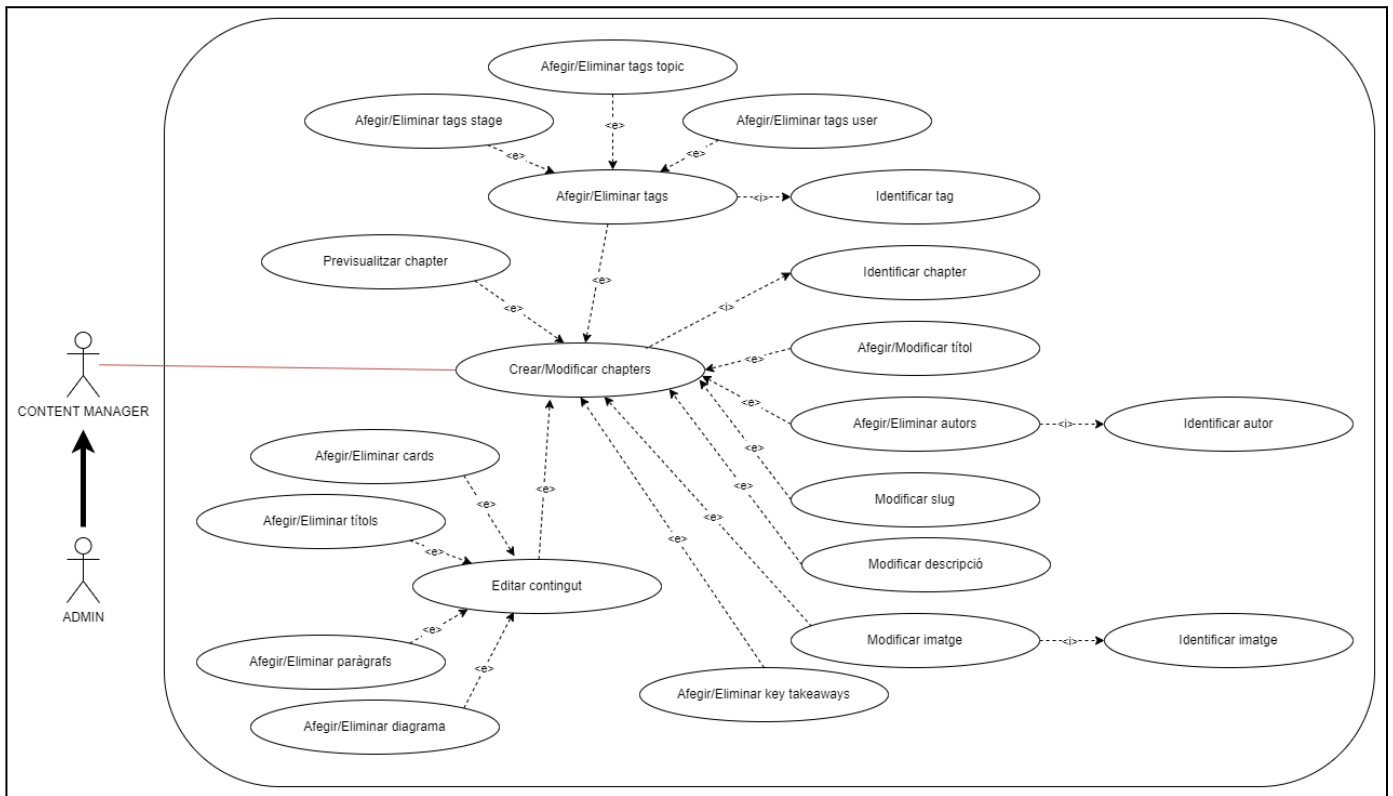 Afegir/Eliminar tags topic
Afegir/Eliminar tags stage
<e>
Afegir/Eliminar tags user
<e>
<e>
Afegir/Eliminar tags
<i>
Identificar tag
Previsualitzar chapter
<e>
Identificar chapter
<e>
<i>
Afegir/Modificar títol
<e>
Crear/Modificar chapters
CONTENT MANAGER
<e>
Afegir/Eliminar autors
<i>
Identificar autor
Afegir/Eliminar cards
<e>
<e>
<e>
<e>
Modificar slug
Afegir/Eliminar títols
<e>
<e>
<e>
Modificar descripció
Editar contingut
ADMIN
<e>
Modificar imatge
<i>
Identificar imatge
Afegir/Eliminar paràgrafs
<e>
Afegir/Eliminar key takeaways
Afegir/Eliminar diagrama